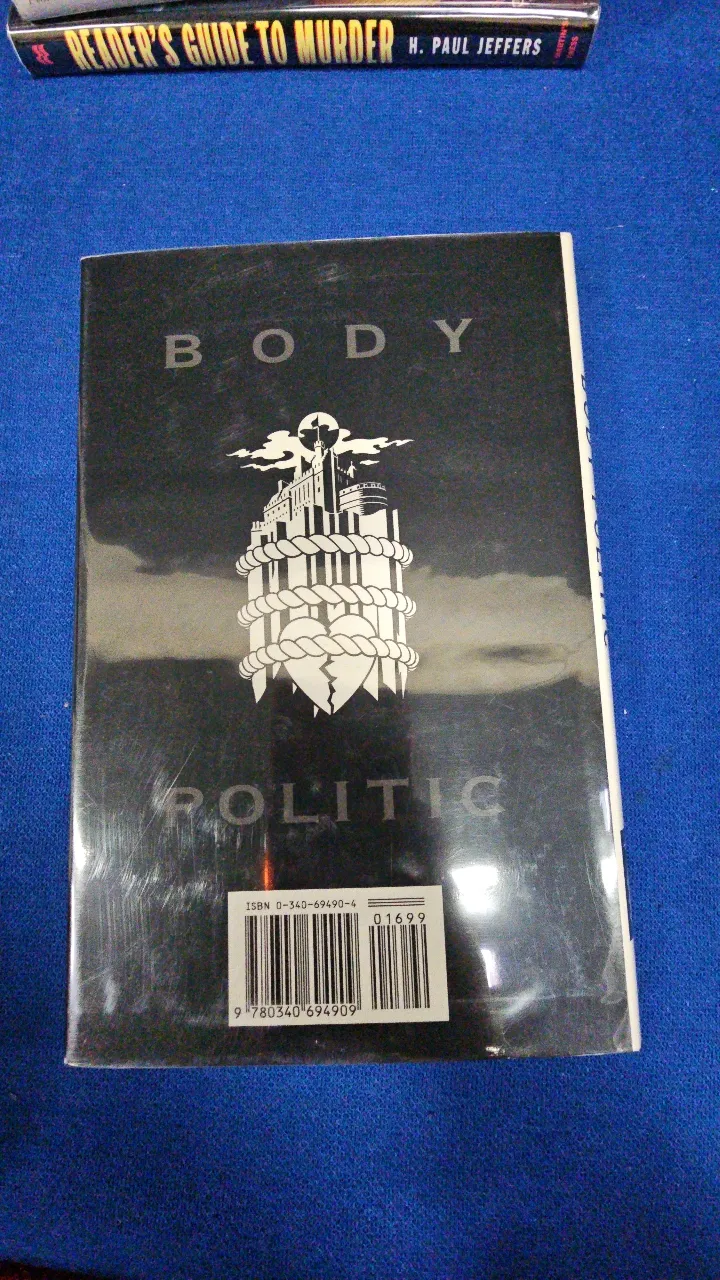 READER'S GUIDE TO MURDER H. PAUL JEFFERS
BODY
POLITIC
ISBN 0-340-69490-4
01699
9 780340 694909